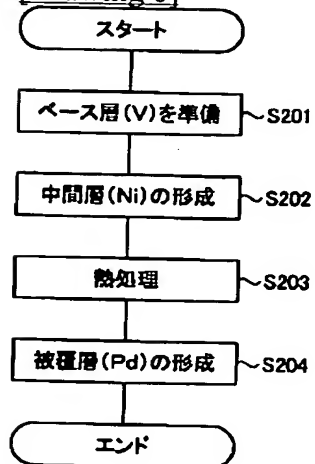 スタート
ベース層(V)を準備
S201
中間層(Ni)の形成
S202
熱処理
S203
被覆層(Pd)の形成
S204
エンド